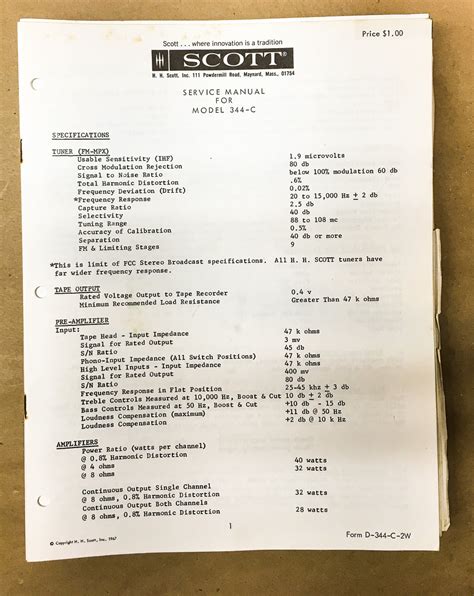 Scott . . . where innovation is a tradition
Price $1.00
SCOTT®
H. H. Scott, Inc. 111 Powdermill Road, Maynard, Mass., 01754
SERVICE MANUAL
FOR
MODEL 344-C
SPECIFICATIONS
TUNER (FM-MPX)
Usable Sensitivity (IHF) 1.9 microvolts
Cross Modulation Rejection 80 db
Signal to Noise Ratio below 100% modulation 60 db
Total Harmonic Distortion .6%
Frequency Deviation (Drift) 0.02%
*Frequency Response 20 to 15,000 Hz ± 2 db
Capture Ratio 2.5 db
Selectivity 40 db
Tuning Range 88 to 108 mc
Accuracy of Calibration 0.5%
Separation 40 db or more
FM & Limiting Stages 9
*This is limit of FCC Stereo Broadcast specifications. All H. H. SCOTT tuners have
far wider frequency response.
TAPE OUTPUT
Rated Voltage Output to Tape Recorder 0.4 v
Minimum Recommended Load Resistance Greater Than 47 k ohms
PRE-AMPLIFIER
Input:
Tape Head - Input Impedance 47 k ohms
Signal for Rated Output 3 mv
S/N Ratio 45 db
Phono-Input Impedance (All Switch Positions) 47 k ohms
High Level Inputs - Input Impedance 47 k ohms
Signal for Rated Output 400 mv
S/N Ratio 80 db
Frequency Response in Flat Position 25-45 khz ± 3 db
Treble Controls Measured at 10,000 Hz, Boost & Cut 10 db ± 2 db
Bass Controls Measured at 50 Hz, Boost & Cut +10 db - 15 db
Loudness Compensation (maximum) +11 db @ 50 Hz
Loudness Compensation +2 db @ 10 k Hz
AMPLIFIERS
Power Ratio (watts per channel)
@ 0.8% Harmonic Distortion
@ 4 ohms 40 watts
@ 8 ohms 32 watts
Continuous Output Single Channel
@ 8 ohms, 0.8% Harmonic Distortion 32 watts
Continuous Output Both Channels
@ 8 ohms, 0.8% Harmonic Distortion 28 watts
1
© Copyright H. H. Scott, Inc., 1967
Form D-344-C-2W